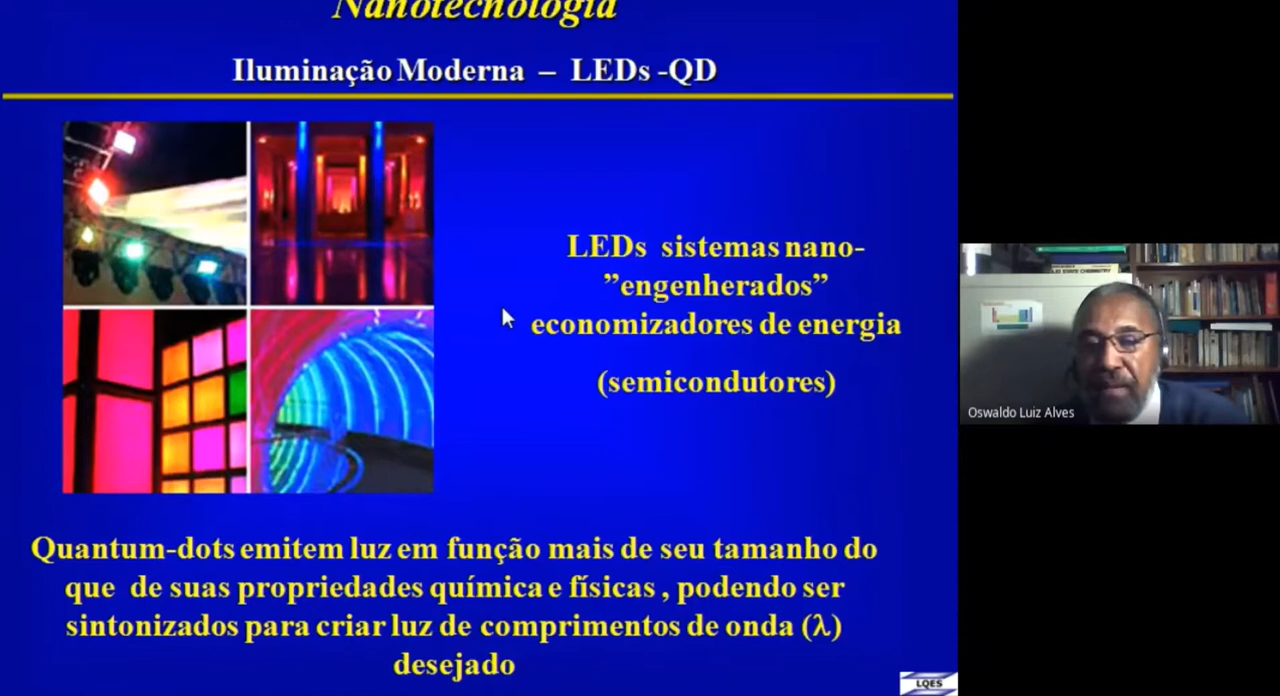 Nanotecnologia
Iluminação Moderna – LEDs -QD
LEDs sistemas nano-
”engenherados”
economizadores de energia
(semicondutores)
Quantum-dots emitem luz em função mais de seu tamanho do
que de suas propriedades química e físicas , podendo ser
sintonizados para criar luz de comprimentos de onda (λ)
desejado
LQES
Oswaldo Luiz Alves